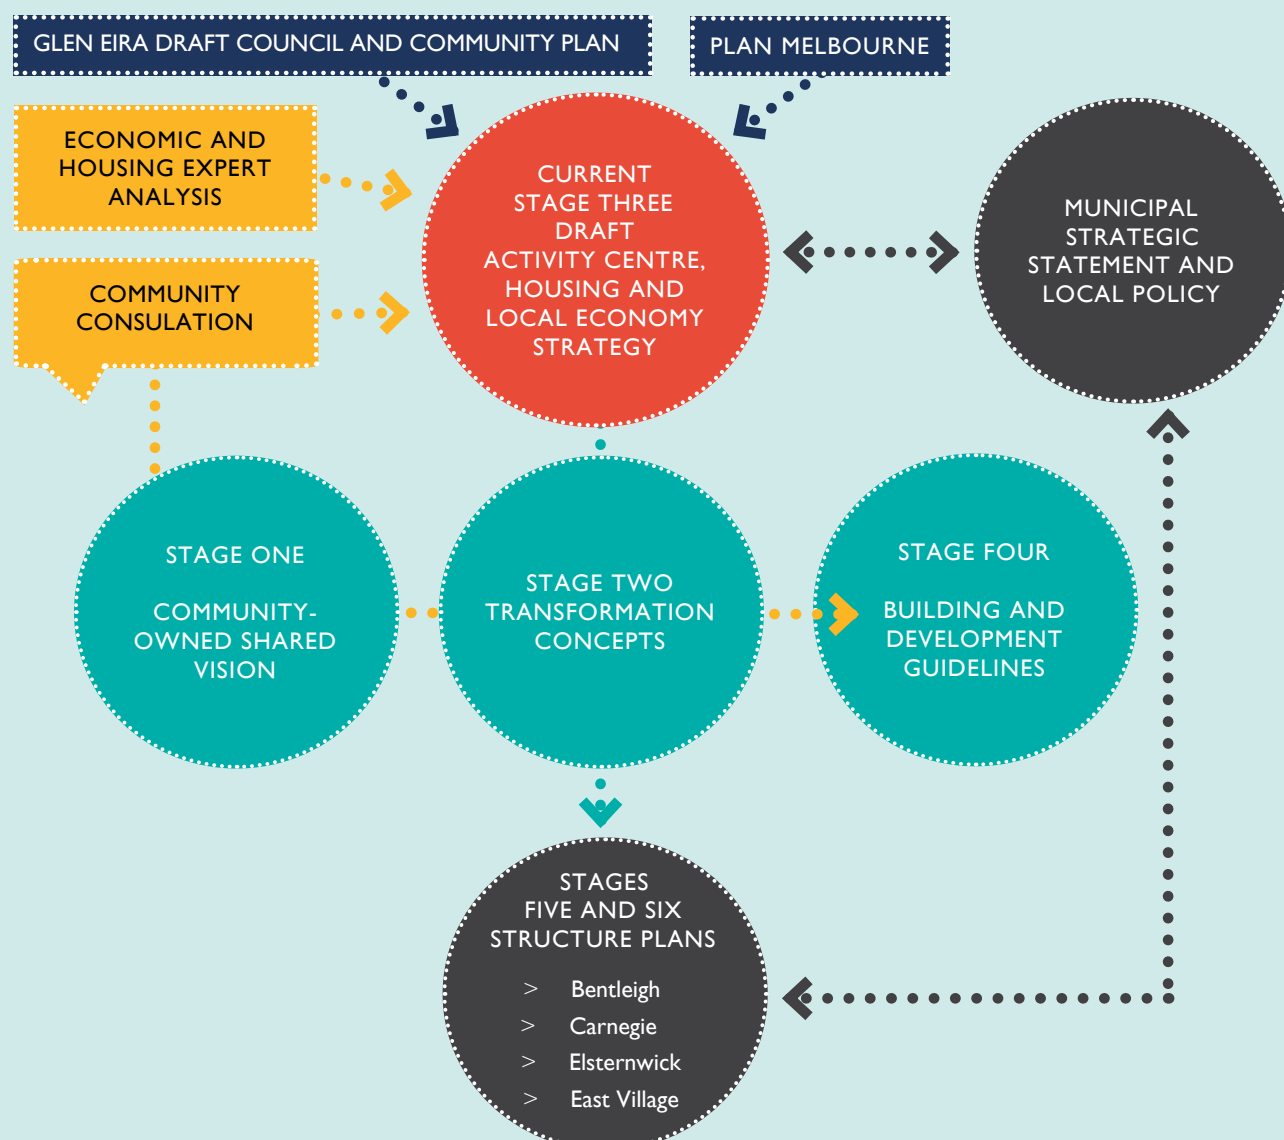 GLEN EIRA DRAFT COUNCIL AND COMMUNITY PLAN
PLAN MELBOURNE
ECONOMIC AND
HOUSING EXPERT
ANALYSIS
CURRENT
STAGE THREE
DRAFT
ACTIVITY CENTRE,
HOUSING AND
LOCAL ECONOMY
STRATEGY
MUNICIPAL
STRATEGIC
STATEMENT AND
LOCAL POLICY
COMMUNITY
CONSULATION
STAGE ONE
COMMUNITY-
OWNED SHARED
VISION
STAGE TWO
TRANSFORMATION
CONCEPTS
STAGE FOUR
BUILDING AND
DEVELOPMENT
GUIDELINES
STAGES
FIVE AND SIX
STRUCTURE PLANS
> Bentleigh
> Carnegie
> Elsternwick
> East Village